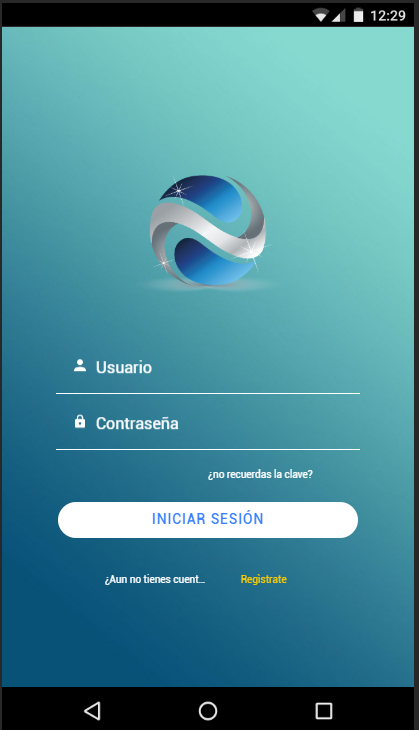 12:29
Usuario
Contraseña
¿no recuerdas la clave?
INICIAR SESIÓN
¿Aun no tienes cuent... Registrate